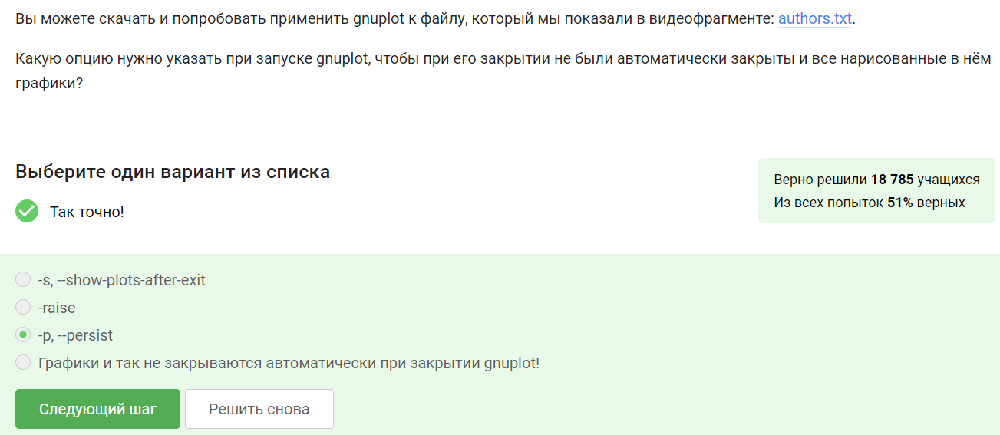 Вы можете скачать и попробовать применить gnuplot к файлу, который мы показали в видеофрагменте: authors.txt.
Какую опцию нужно указать при запуске gnuplot, чтобы при его закрытии не были автоматически закрыты и все нарисованные в нём
графики?
Выберите один вариант из списка
Так точно!
Верно решили 18 785 учащихся
Из всех попыток 51% верных
-s, --show-plots-after-exit
-raise
-p, --persist
Графики и так не закрываются автоматически при закрытии gnuplot!
Следующий шаг
Решить снова